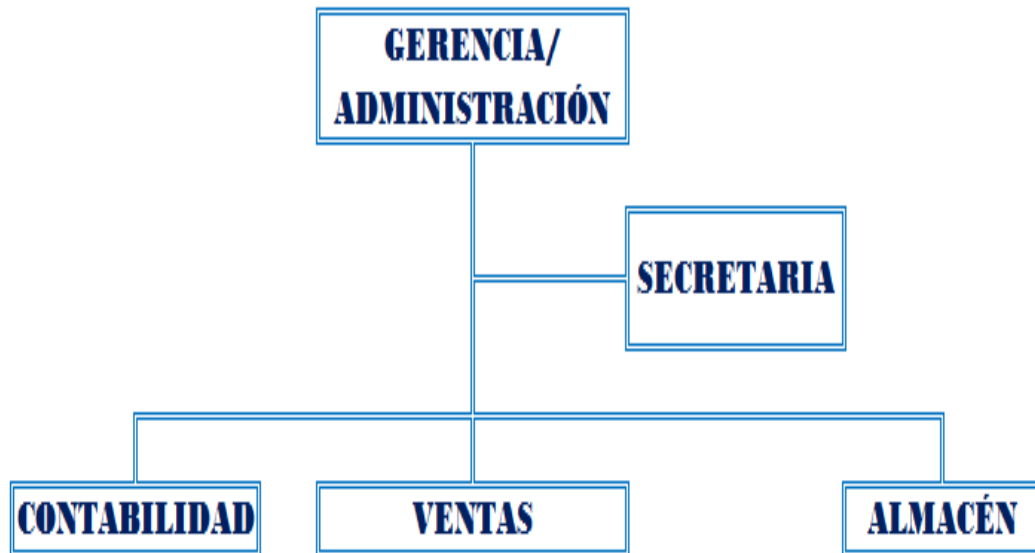 GERENCIA/
ADMINISTRACIÓN
SECRETARIA
CONTABILIDAD
VENTAS
ALMACÉN